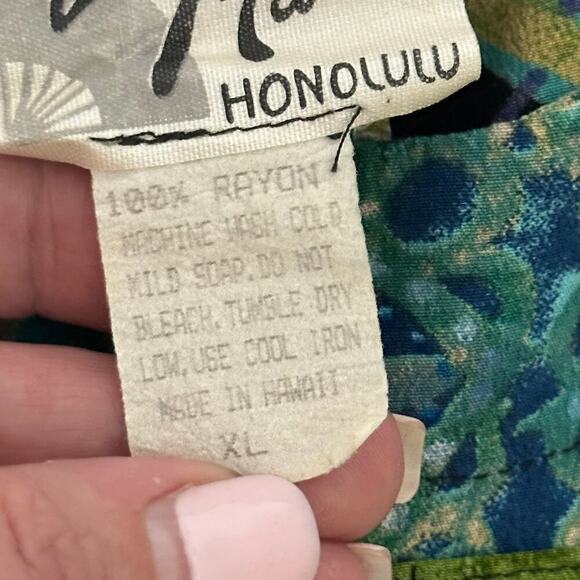 HONOLULU
100% RAYON
MACHINE WASH COLD
MILD SOAP. DO NOT
BLEACH. TUMBLE DRY
LOW, USE COOL IRON
MADE IN HAWAII
XL